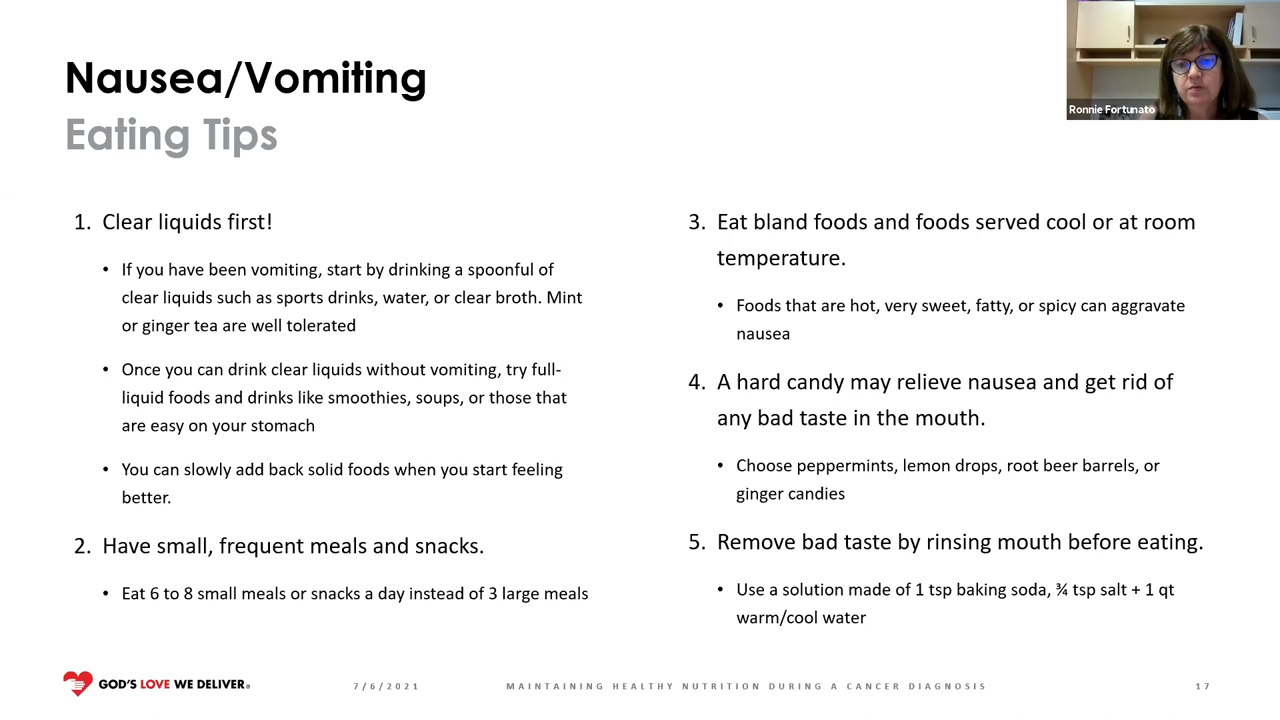 Nausea/Vomiting
Eating Tips
Ronnie Fortunato
1. Clear liquids first!
• If you have been vomiting, start by drinking a spoonful of
clear liquids such as sports drinks, water, or clear broth. Mint
or ginger tea are well tolerated
• Once you can drink clear liquids without vomiting, try full-
liquid foods and drinks like smoothies, soups, or those that
are easy on your stomach
• You can slowly add back solid foods when you start feeling
better.
2. Have small, frequent meals and snacks.
• Eat 6 to 8 small meals or snacks a day instead of 3 large meals
3. Eat bland foods and foods served cool or at room
temperature.
• Foods that are hot, very sweet, fatty, or spicy can aggravate
nausea
4. A hard candy may relieve nausea and get rid of
any bad taste in the mouth.
• Choose peppermints, lemon drops, root beer barrels, or
ginger candies
5. Remove bad taste by rinsing mouth before eating.
• Use a solution made of 1 tsp baking soda, ¾ tsp salt + 1 qt
warm/cool water
GOD'S LOVE WE DELIVER®
7/6/2021
MAINTAINING HEALTHY NUTRITION DURING A CANCER DIAGNOSIS
17